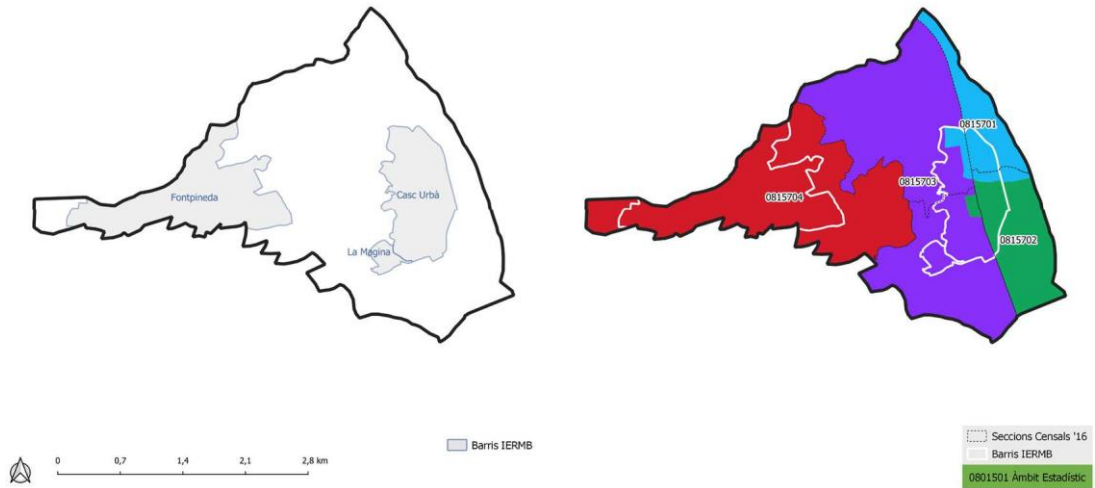 Fontpineda
Casc Urbà
La Magina
0815701
0815703
0815704
0815702
Barris IERMB
0 0,7 1,4 2,1 2,8 km
Seccions Censals '16
Barris IERMB
0801501 Àmbit Estadístic